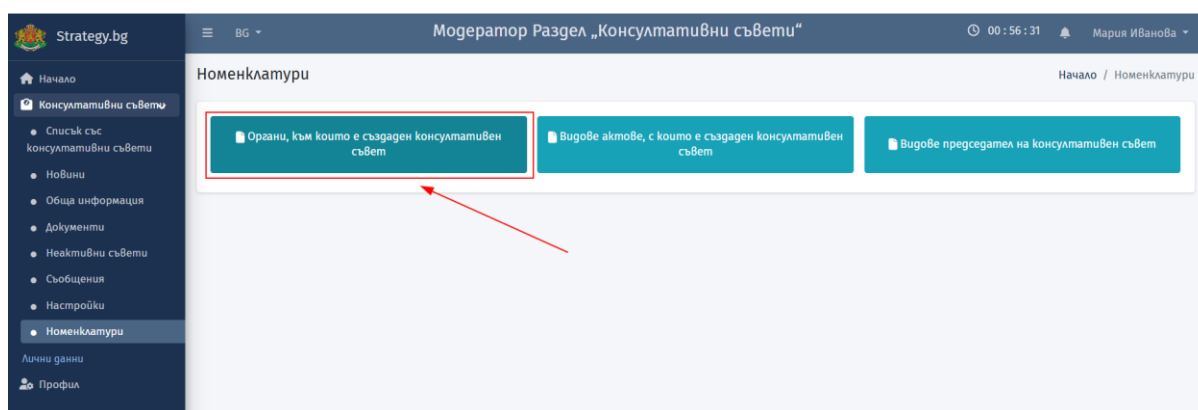 Strategy.bg
BG
Модератор Раздел „Консултативни съвети“
00:56:31
Мария Иванова
Начало
Консултативни съвети
Списък със
консултативни съвети
Новини
Обща информация
Документи
Неактивни съвети
Съобщения
Настройки
Номенклатури
Лични данни
Профил
Номенклатури
Начало / Номенклатури
Органи, към които е създаден консултативен
съвет
Видове актове, с които е създаден консултативен
съвет
Видове председател на консултативен съвет